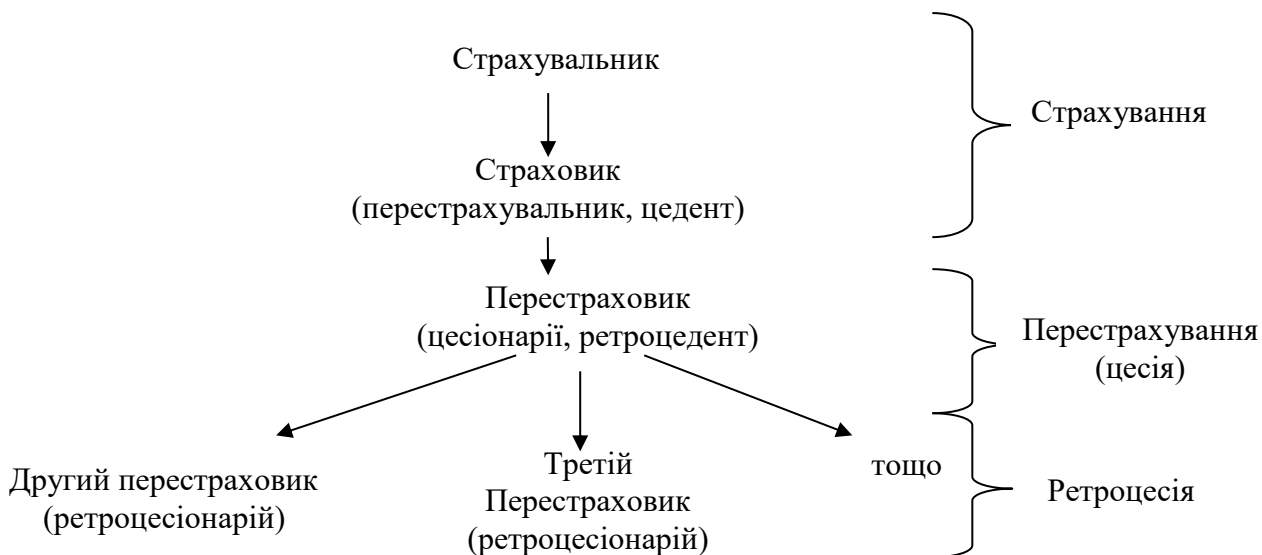 Страхувальник
Страхування
Страховик
(перестрахувальник, цедент)
Перестраховик
(цесіонарії, ретроцедент)
Перестрахування
(цесія)
Другий перестраховик
(ретроцесіонарій)
Третій
Перестраховик
(ретроцесіонарій)
тощо
Ретроцесія